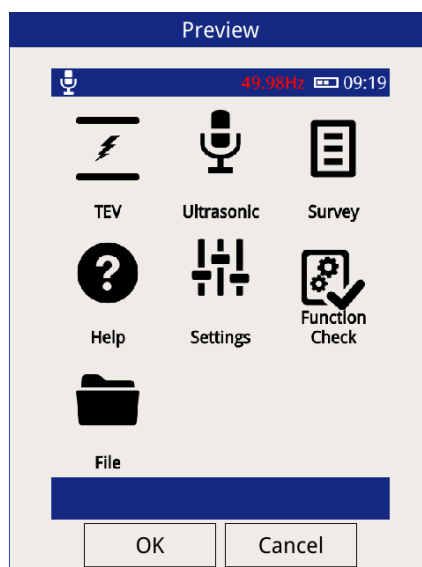 Preview
49.98Hz 09:19
TEV Ultrasonic Survey
Help Settings Function Check
File
OK Cancel